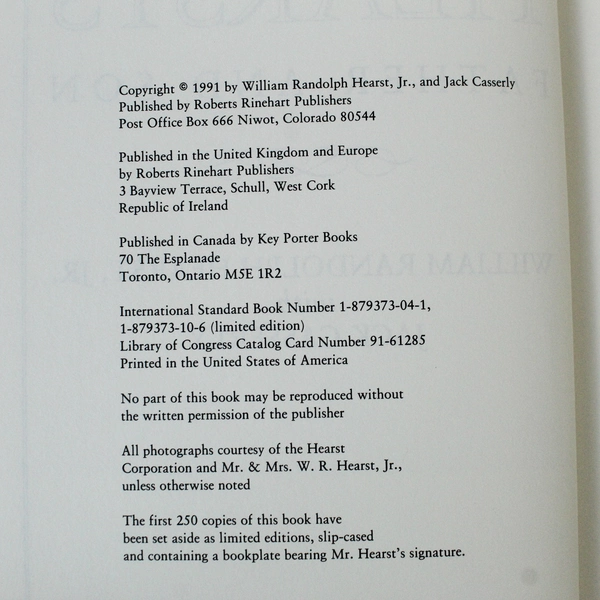 Copyright © 1991 by William Randolph Hearst, Jr., and Jack Casserly
Published by Roberts Rinehart Publishers
Post Office Box 666 Niwot, Colorado 80544
Published in the United Kingdom and Europe
by Roberts Rinehart Publishers
3 Bayview Terrace, Schull, West Cork
Republic of Ireland
Published in Canada by Key Porter Books
70 The Esplanade
Toronto, Ontario M5E 1R2
International Standard Book Number 1-879373-04-1,
1-879373-10-6 (limited edition)
Library of Congress Catalog Card Number 91-61285
Printed in the United States of America
No part of this book may be reproduced without
the written permission of the publisher
All photographs courtesy of the Hearst
Corporation and Mr. & Mrs. W. R. Hearst, Jr.,
unless otherwise noted
The first 250 copies of this book have
been set aside as limited editions, slip-cased
and containing a bookplate bearing Mr. Hearst's signature.